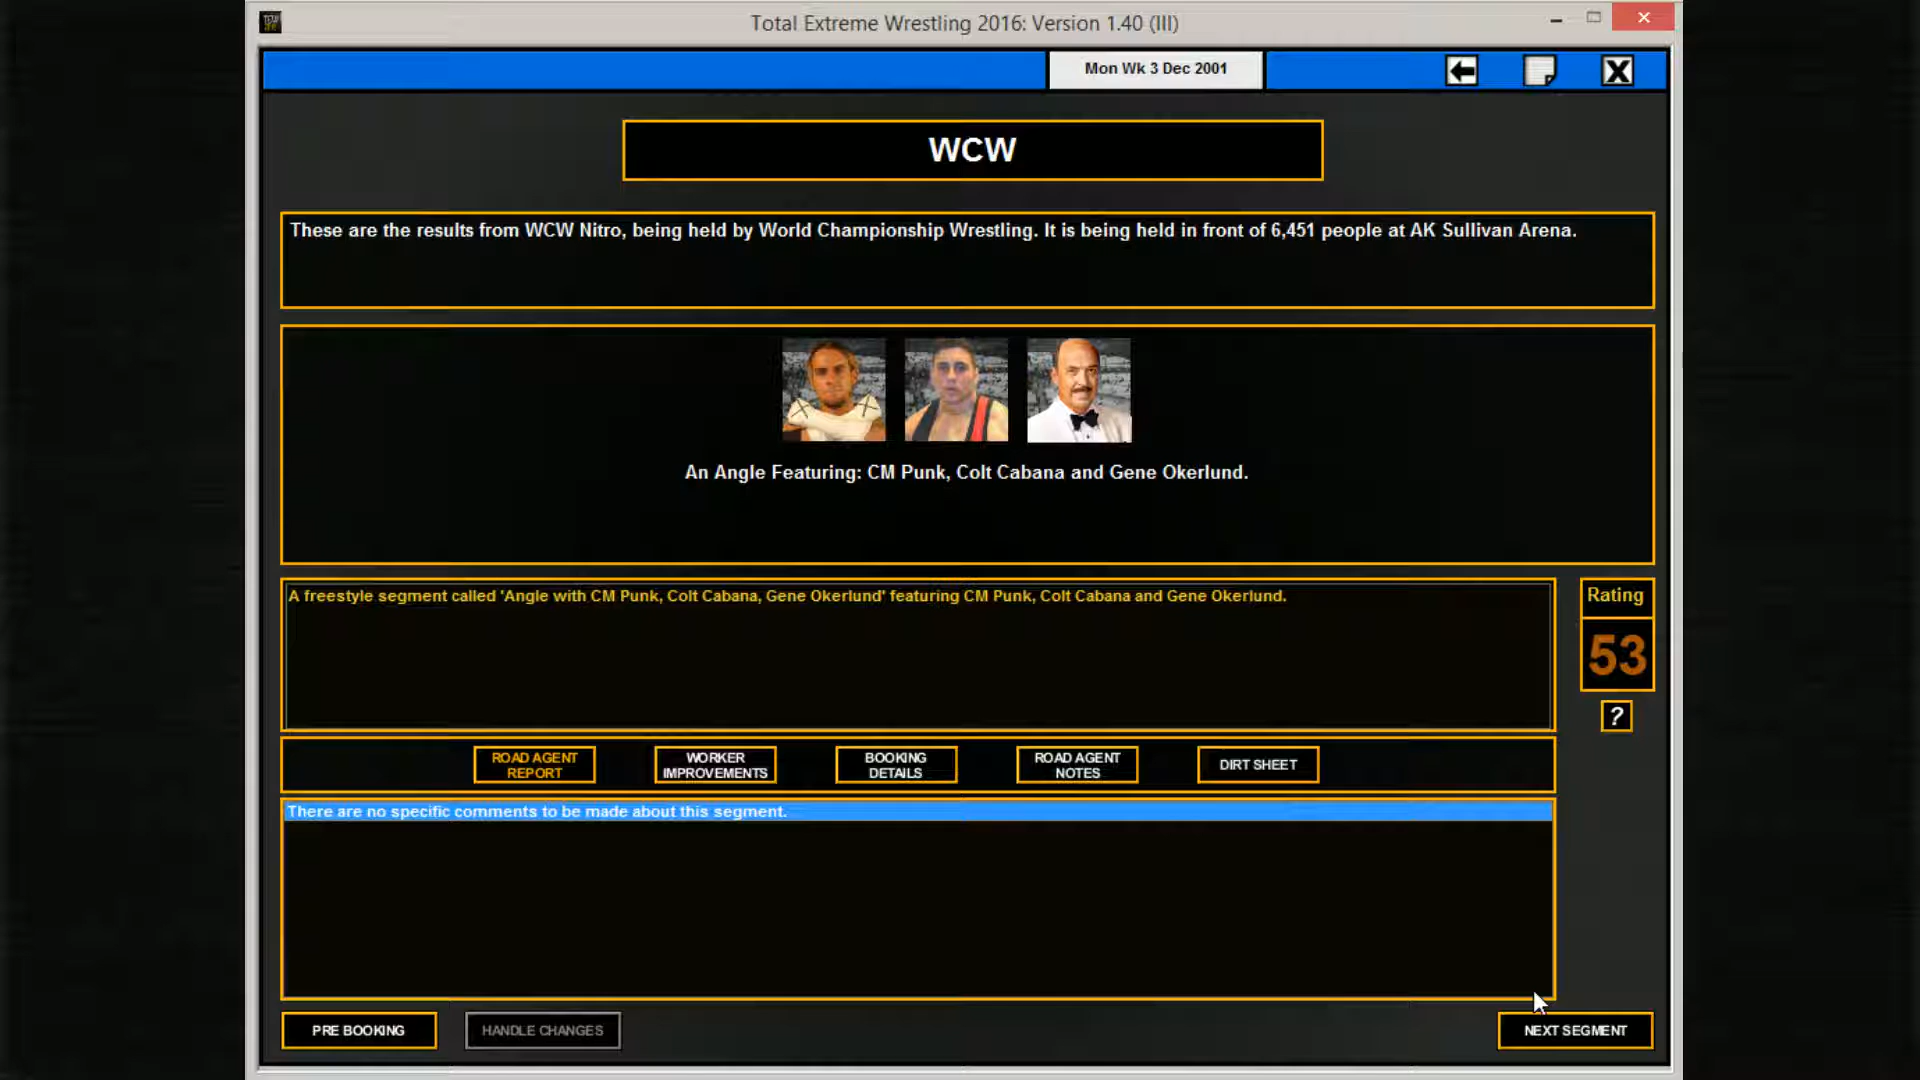 Total Extreme Wrestling 2016: Version 1.40 (III)
Mon Wk 3 Dec 2001
WCW
These are the results from WCW Nitro, being held by World Championship Wrestling. It is being held in front of 6,451 people at AK Sullivan Arena.
An Angle Featuring: CM Punk, Colt Cabana and Gene Okerlund.
A freestyle segment called 'Angle with CM Punk, Colt Cabana, Gene Okerlund' featuring CM Punk, Colt Cabana and Gene Okerlund.
Rating
53
?
ROAD AGENT
REPORT
WORKER
IMPROVEMENTS
BOOKING
DETAILS
ROAD AGENT
NOTES
DIRT SHEET
There are no specific comments to be made about this segment.
PRE BOOKING
HANDLE CHANGES
NEXT SEGMENT